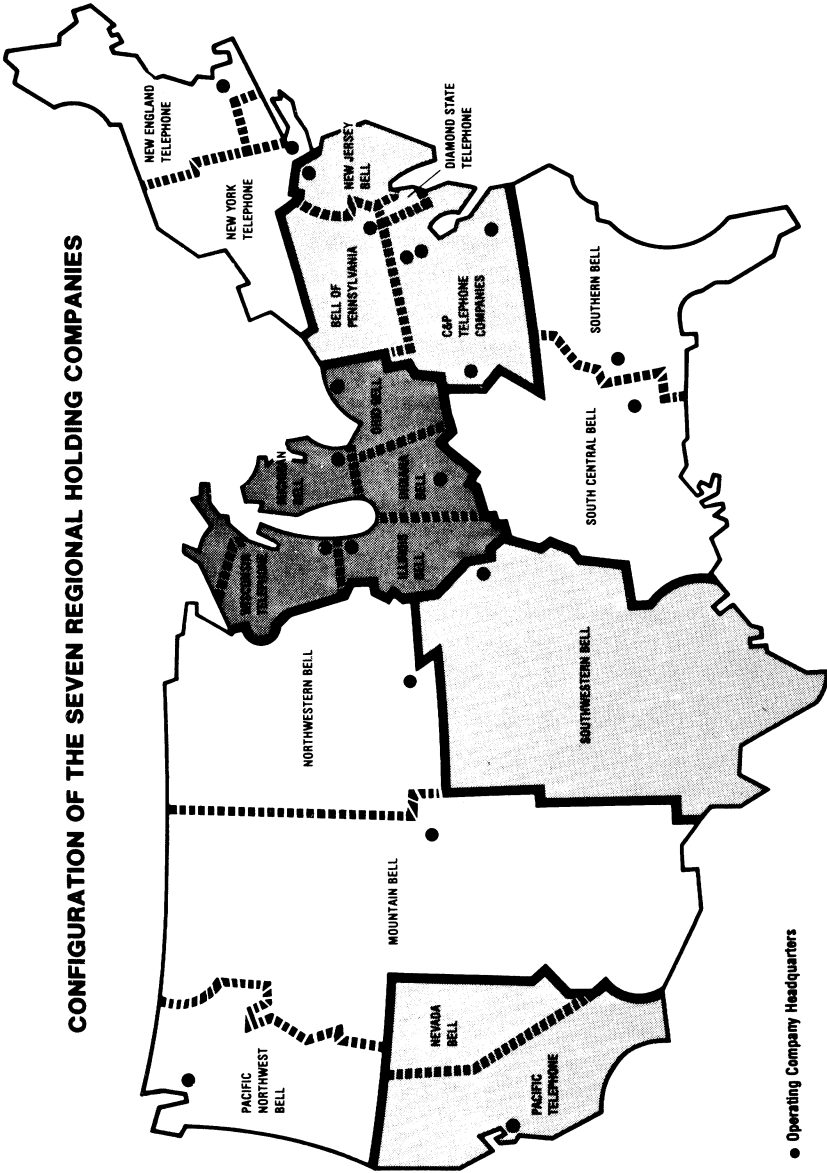 CONFIGURATION OF THE SEVEN REGIONAL HOLDING COMPANIES
PACIFIC
NORTHWEST
BELL
MOUNTAIN BELL
NORTHWESTERN BELL
WISCONSIN
TELEPHONE
MICHIGAN
BELL
ILLINOIS
BELL
INDIANA
BELL
OHIO BELL
NEW ENGLAND
TELEPHONE
NEW YORK
TELEPHONE
BELL OF
PENNSYLVANIA
NEW JERSEY
BELL
DIAMOND STATE
TELEPHONE
C&P
TELEPHONE
COMPANIES
NEVADA
BELL
PACIFIC
TELEPHONE
SOUTHWESTERN BELL
SOUTH CENTRAL BELL
SOUTHERN BELL
● Operating Company Headquarters